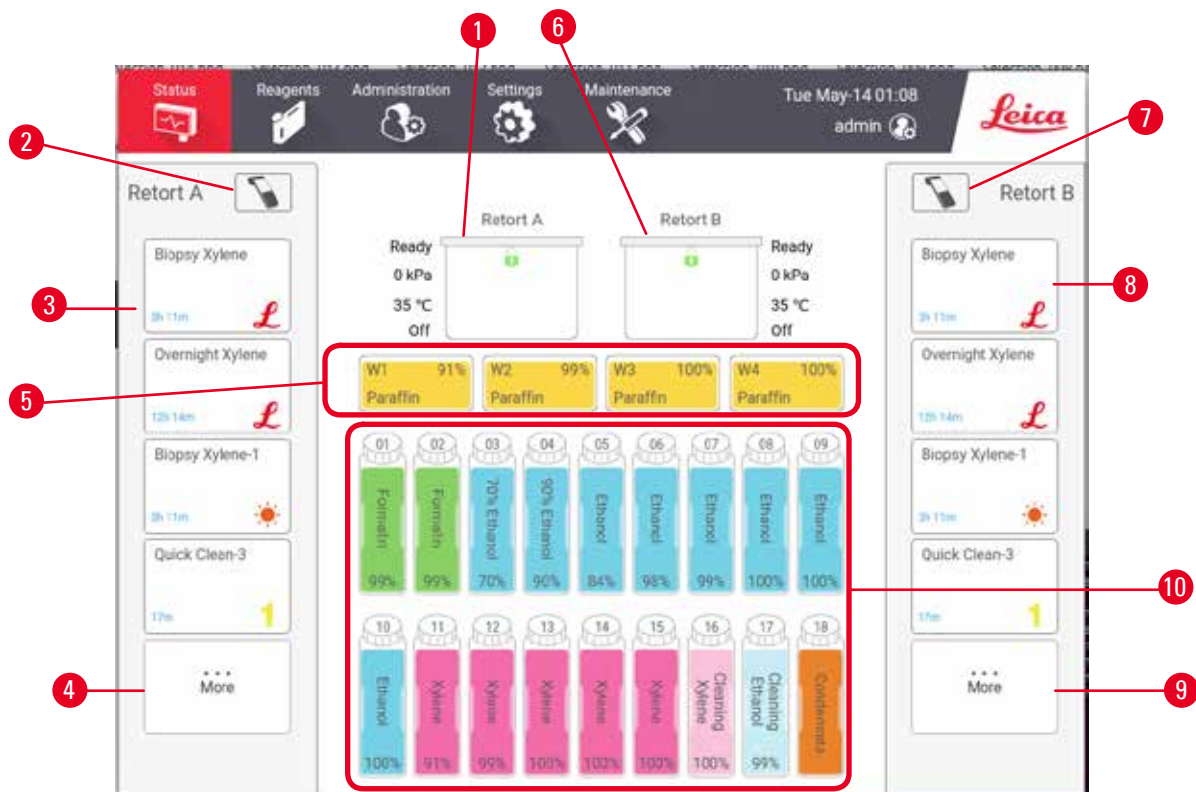 1
6
Status
Reagents
Administration
Settings
Maintenance
Tue May-14 01:08
admin
Leica
7
2
Retort A
Retort B
Retort A
Retort B
Biopsy Xylene
3h 11m
3
Ready
0 kPa
35 °C
Off
Ready
0 kPa
35 °C
Off
Biopsy Xylene
3h 11m
8
Overnight Xylene
12h 14m
5
W1 91%
Paraffin
W2 99%
Paraffin
W3 100%
Paraffin
W4 100%
Paraffin
Overnight Xylene
12h 14m
Biopsy Xylene-1
3h 11m
01 02 03 04 05 06 07 08 09
Formalin
Formalin
70% Ethanol
90% Ethanol
Ethanol
Ethanol
Ethanol
Ethanol
Ethanol
99% 99% 70% 90% 84% 98% 99% 100% 100%
Biopsy Xylene-1
3h 11m
Quick Clean-3
17m
1
Quick Clean-3
17m
1
10
10 11 12 13 14 15 16 17 18
Ethanol
Xylene
Xylene
Xylene
Xylene
Xylene
Cleaning
Xylene
Cleaning
Ethanol
Condensate
100% 91% 99% 100% 100% 100% 100% 99%
4
...
More
...
More
9